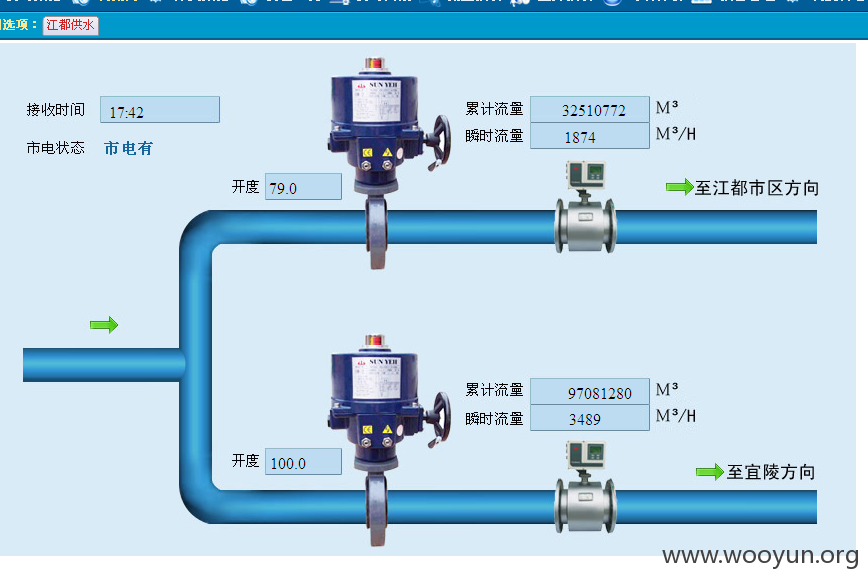 选项： 江都供水
接收时间 17:42
市电状态 市电有
累计流量 32510772 M³
瞬时流量 1874 M³/H
开度 79.0
至江都市区方向
SUN YEH
累计流量 97081280 M³
瞬时流量 3489 M³/H
开度 100.0
至宜陵方向
SUN YEH
www.wooyun.org